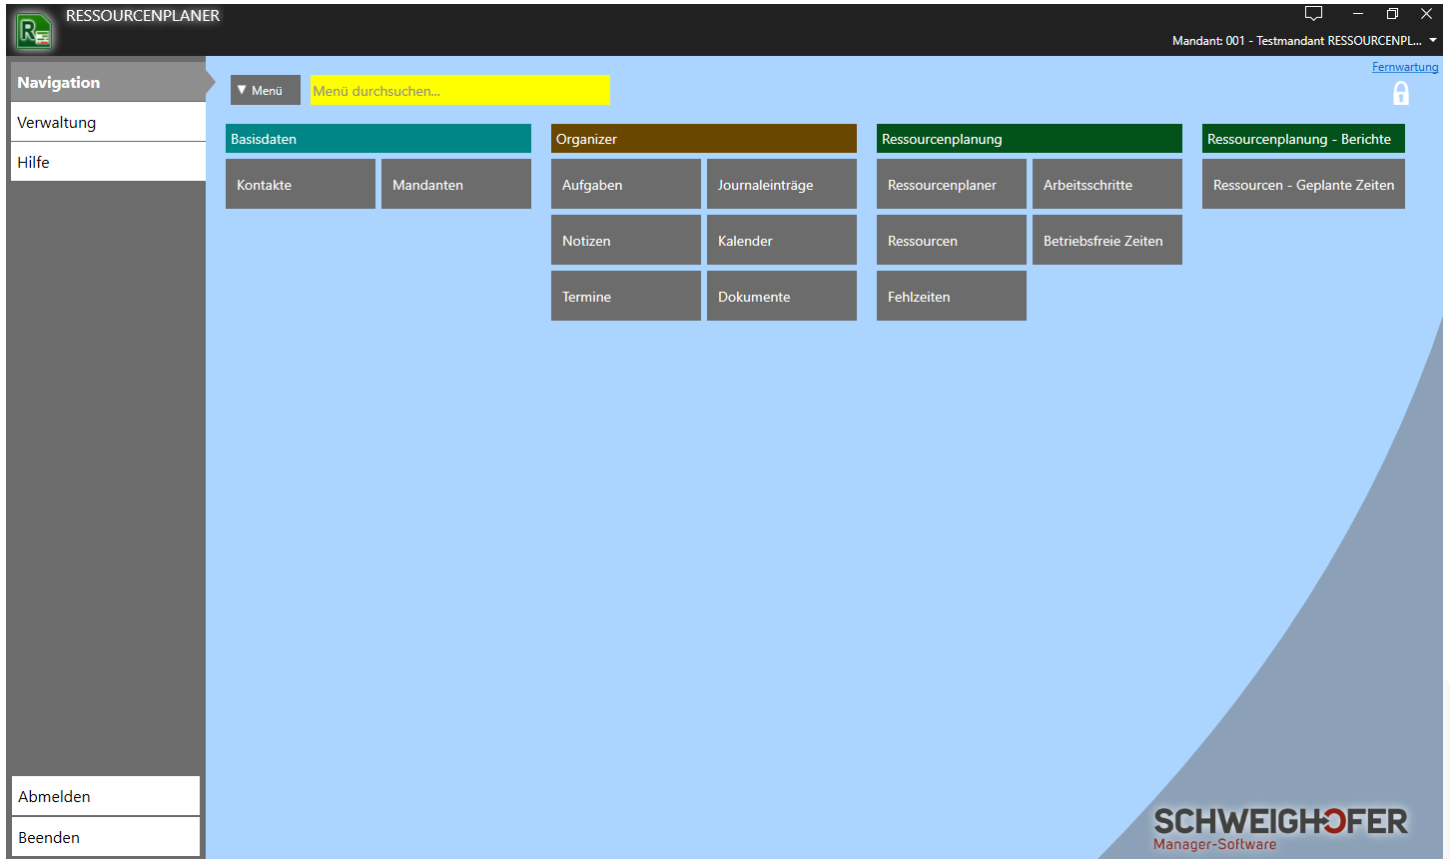 RESSOURCENPLANER
Mandant: 001 - Testmandant RESSOURCENPL...
Navigation
Verwaltung
Hilfe
Fernwartung
Menü
Menü durchsuchen...
Basisdaten
Kontakte
Mandanten
Organizer
Aufgaben
Journaleinträge
Notizen
Kalender
Termine
Dokumente
Ressourcenplanung
Ressourcenplaner
Arbeitsschritte
Ressourcen
Betriebsfreie Zeiten
Fehlzeiten
Ressourcenplanung - Berichte
Ressourcen - Geplante Zeiten
Abmelden
Beenden
SCHWEIGHOFER
Manager-Software